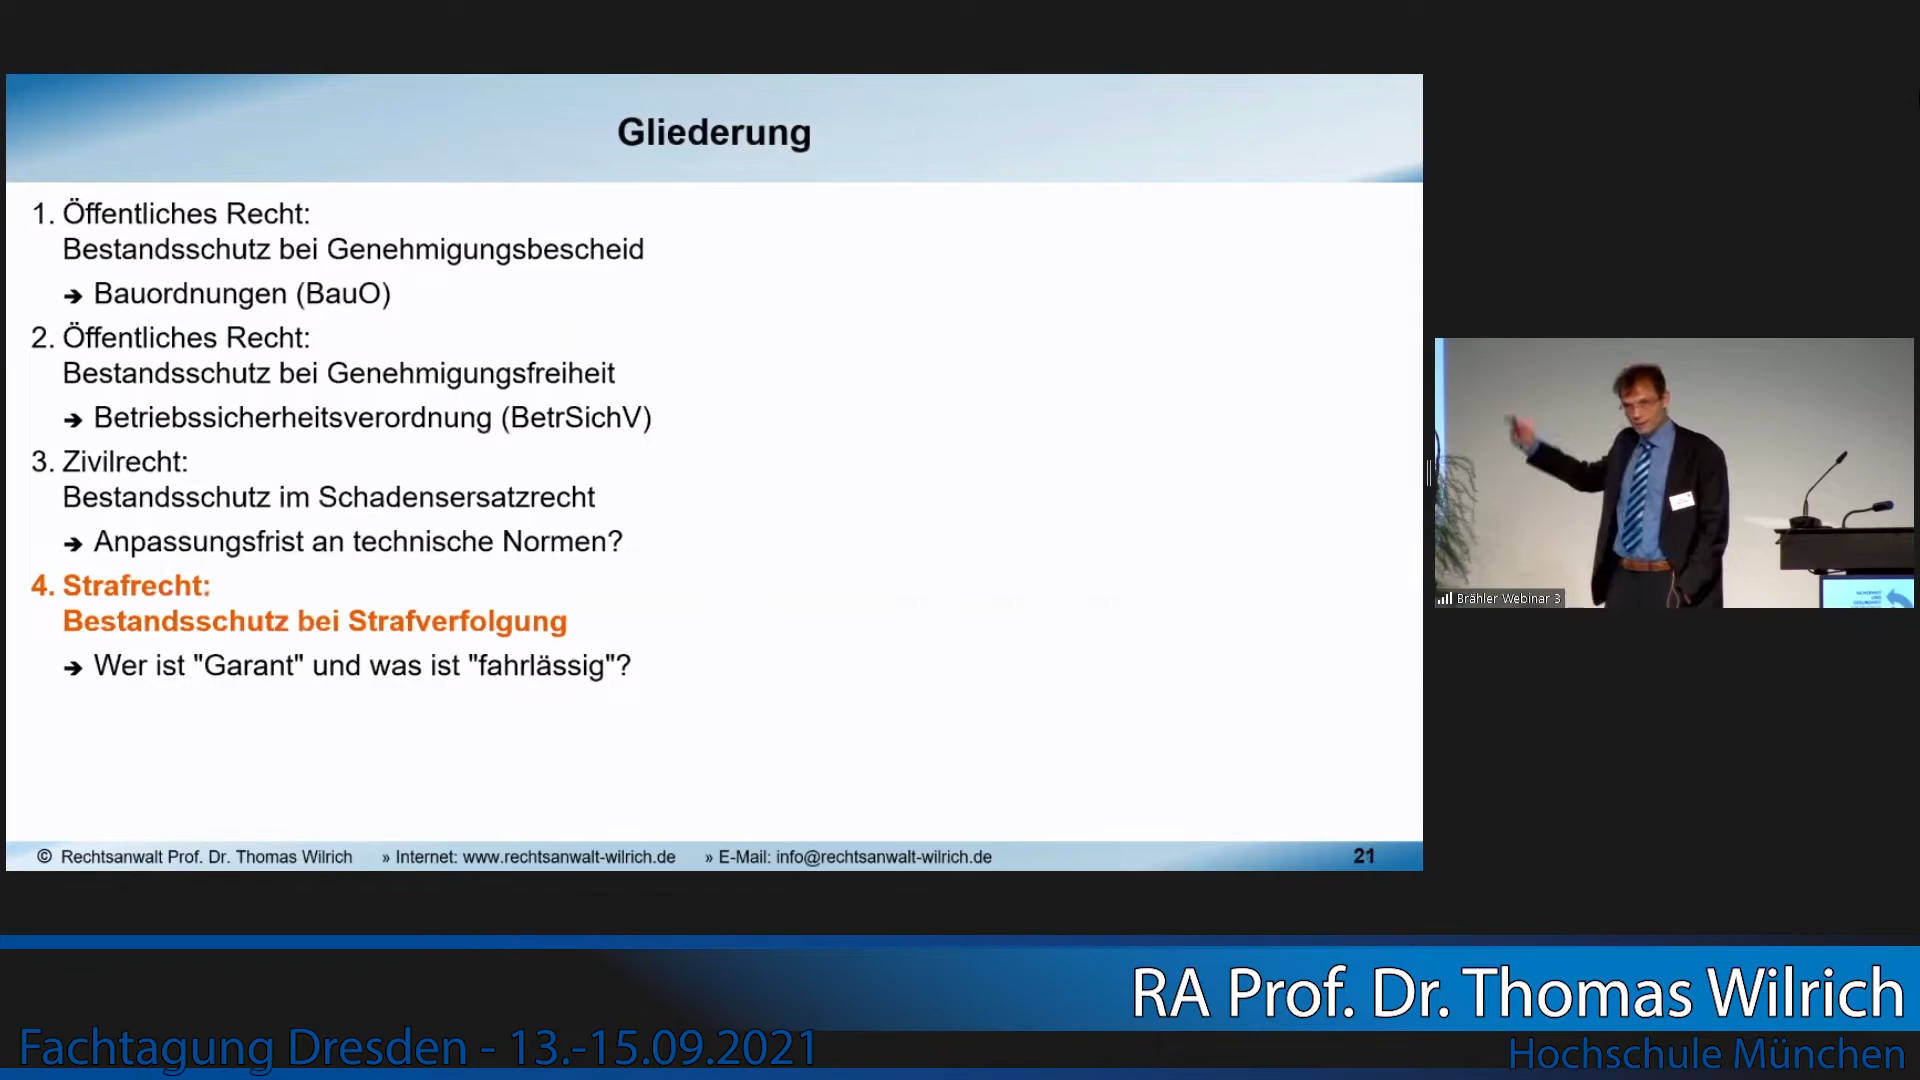 Gliederung
1. Öffentliches Recht:
Bestandsschutz bei Genehmigungsbescheid
➔ Bauordnungen (BauO)
2. Öffentliches Recht:
Bestandsschutz bei Genehmigungsfreiheit
➔ Betriebssicherheitsverordnung (BetrSichV)
3. Zivilrecht:
Bestandsschutz im Schadensersatzrecht
➔ Anpassungsfrist an technische Normen?
4. Strafrecht:
Bestandsschutz bei Strafverfolgung
➔ Wer ist "Garant" und was ist "fahrlässig"?
© Rechtsanwalt Prof. Dr. Thomas Wilrich » Internet: www.rechtsanwalt-wilrich.de » E-Mail: info@rechtsanwalt-wilrich.de 21
Brähler Webinar 3
SICHERHEIT
UND
GESUNDHEIT
RA Prof. Dr. Thomas Wilrich
Fachtagung Dresden - 13.-15.09.2021
Hochschule München